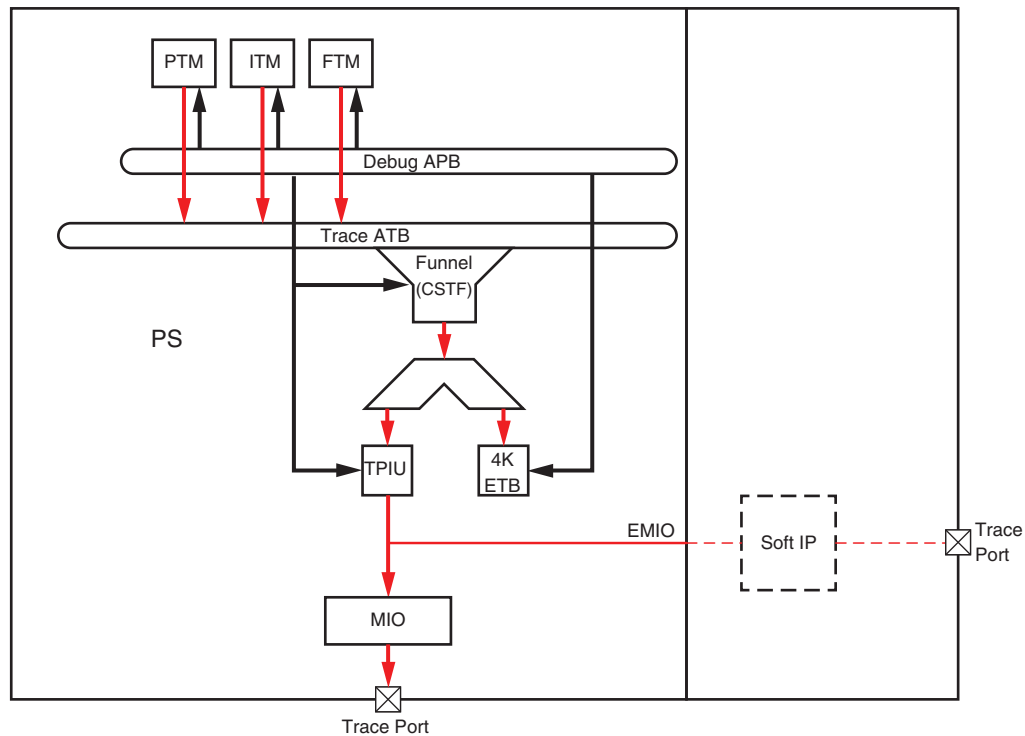 PTM
ITM
FTM
Debug APB
Trace ATB
Funnel
(CSTF)
PS
TPIU
4K
ETB
EMIO
Soft IP
Trace
Port
MIO
Trace Port